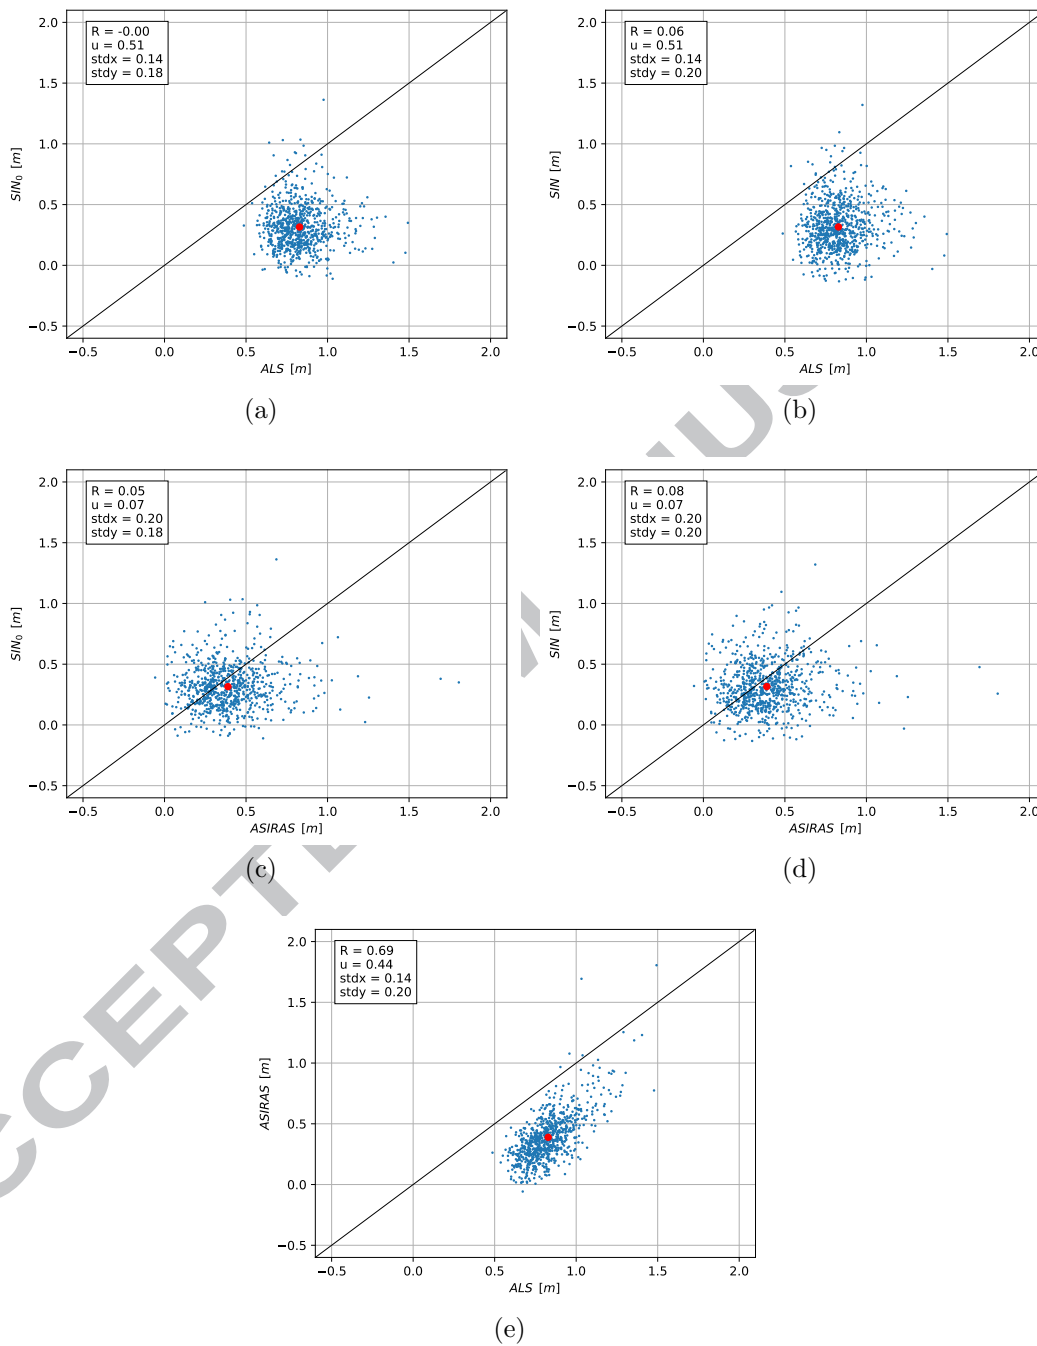 R = -0.00
u = 0.51
stdx = 0.14
stdy = 0.18
2.0
1.5
1.0
0.5
0.0
−0.5
SIN0 [m]
−0.5 0.0 0.5 1.0 1.5 2.0
ALS [m]
(a)
R = 0.06
u = 0.51
stdx = 0.14
stdy = 0.20
2.0
1.5
1.0
0.5
0.0
−0.5
SIN [m]
−0.5 0.0 0.5 1.0 1.5 2.0
ALS [m]
(b)
R = 0.05
u = 0.07
stdx = 0.20
stdy = 0.18
2.0
1.5
1.0
0.5
0.0
−0.5
SIN0 [m]
−0.5 0.0 0.5 1.0 1.5 2.0
ASIRAS [m]
(c)
R = 0.08
u = 0.07
stdx = 0.20
stdy = 0.20
2.0
1.5
1.0
0.5
0.0
−0.5
SIN [m]
−0.5 0.0 0.5 1.0 1.5 2.0
ASIRAS [m]
(d)
R = 0.69
u = 0.44
stdx = 0.14
stdy = 0.20
2.0
1.5
1.0
0.5
0.0
−0.5
ASIRAS [m]
−0.5 0.0 0.5 1.0 1.5 2.0
ALS [m]
(e)